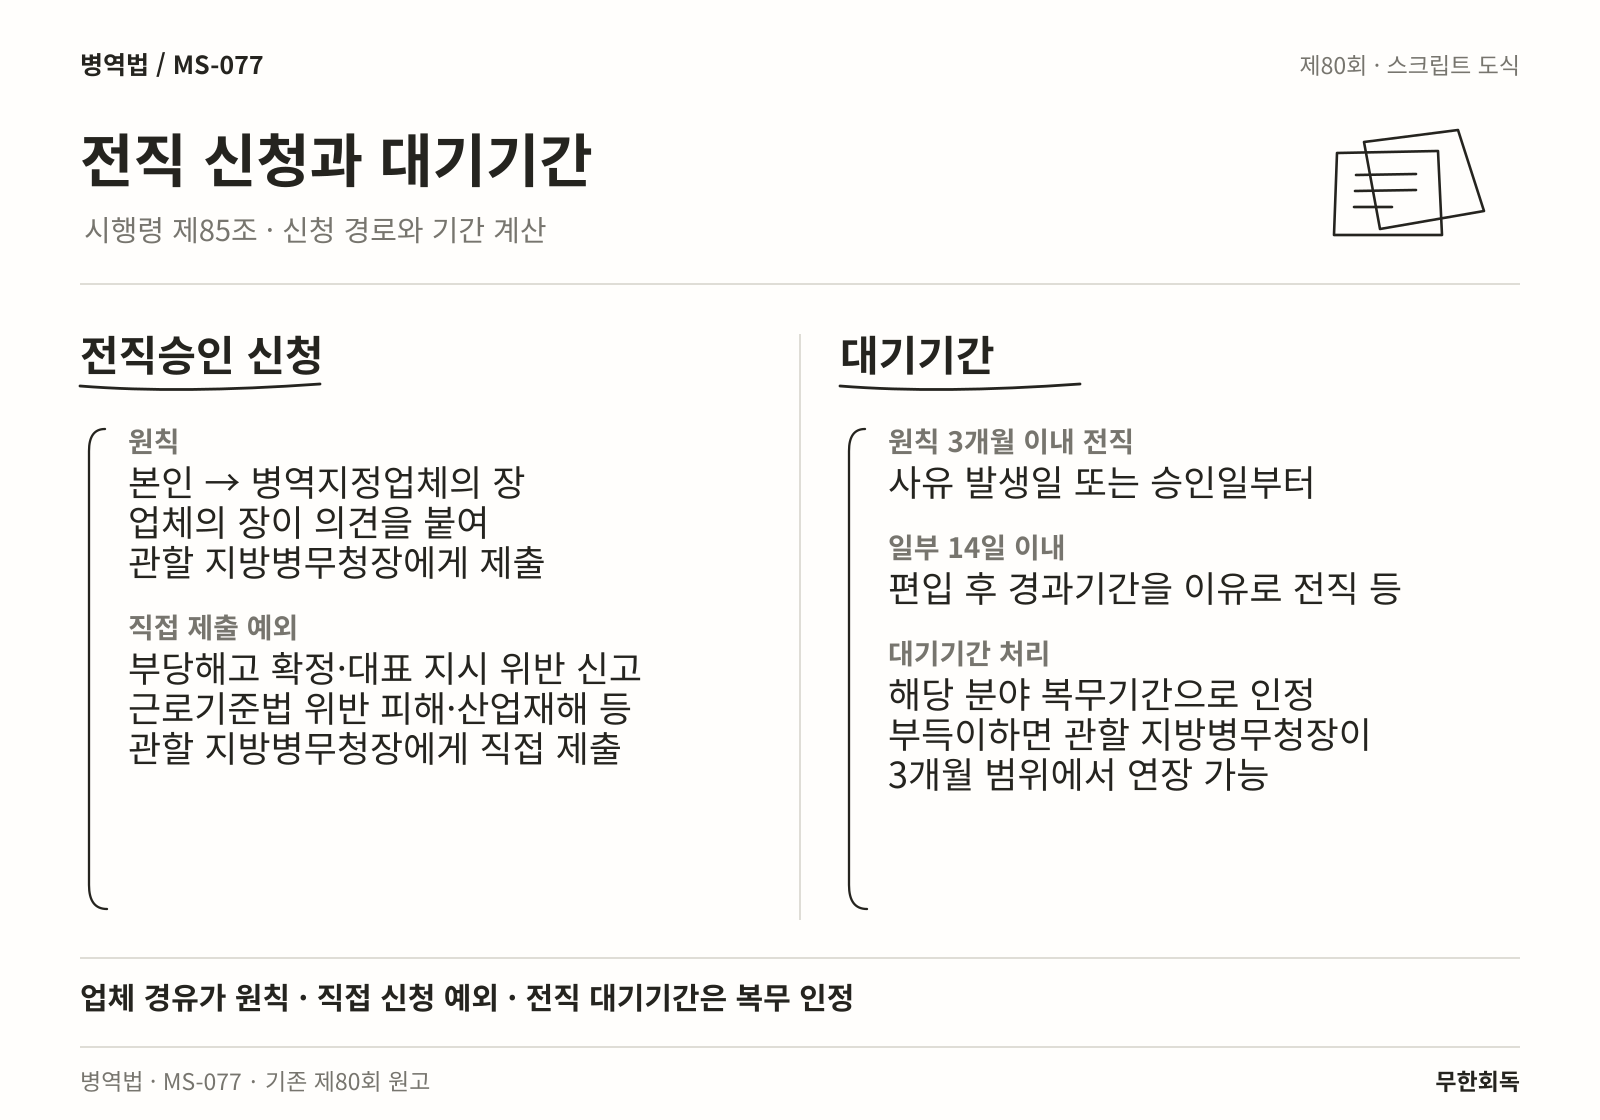 병역법 / MS-077
제80회 · 스크립트 도식
전직 신청과 대기기간
시행령 제85조 · 신청 경로와 기간 계산
전직승인 신청
원칙
본인 → 병역지정업체의 장
업체의 장이 의견을 붙여
관할 지방병무청장에게 제출
직접 제출 예외
부당해고 확정·대표 지시 위반 신고
근로기준법 위반 피해·산업재해 등
관할 지방병무청장에게 직접 제출
대기기간
원칙 3개월 이내 전직
사유 발생일 또는 승인일부터
일부 14일 이내
편입 후 경과기간을 이유로 전직 등
대기기간 처리
해당 분야 복무기간으로 인정
부득이하면 관할 지방병무청장이
3개월 범위에서 연장 가능
업체 경유가 원칙 · 직접 신청 예외 · 전직 대기기간은 복무 인정
병역법 · MS-077 · 기존 제80회 원고
무한회독